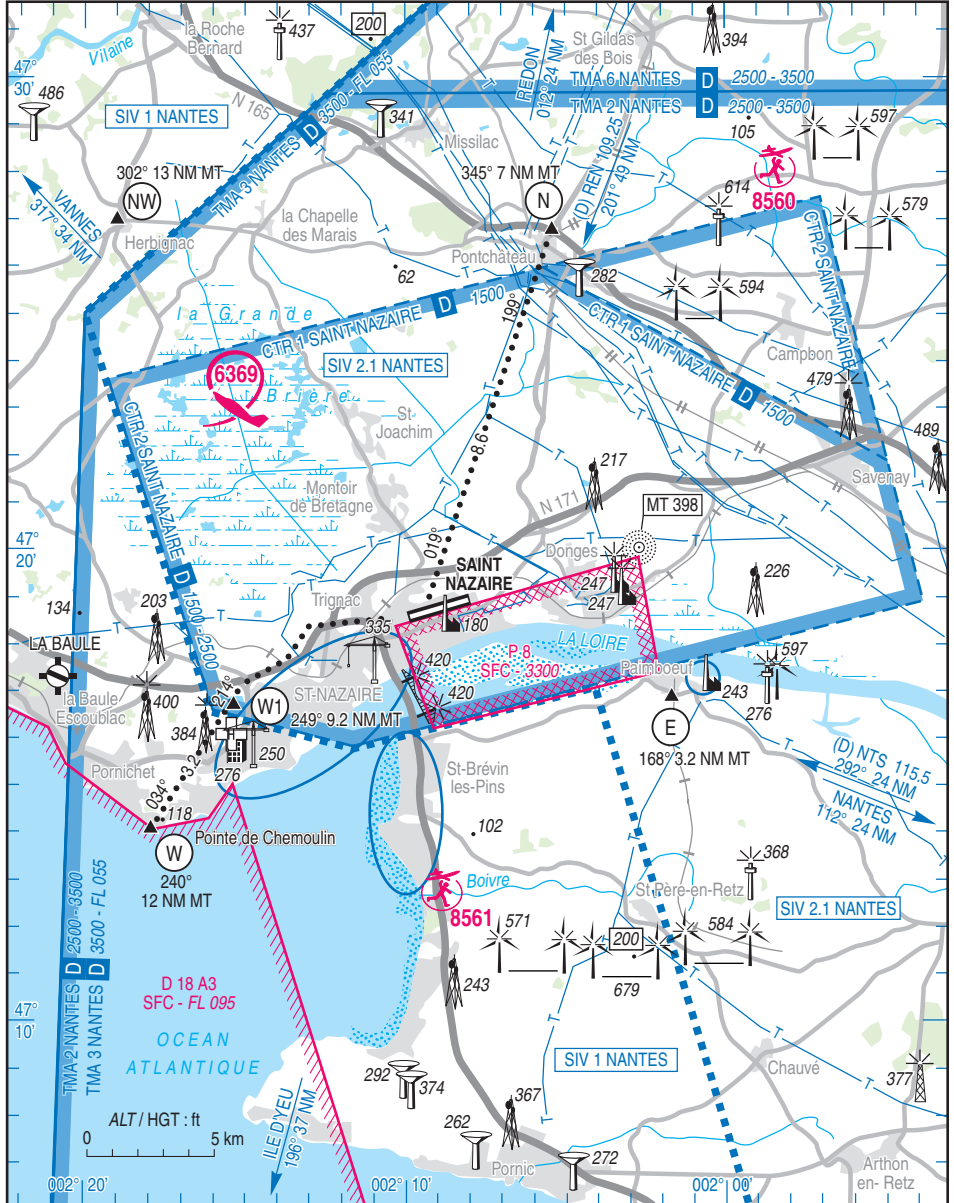 la Roche
Bernard
437
200
Vilaine
47°
30'
486
SIV 1 NANTES
N 165
341
Missilac
TMA 3 NANTES D 3500 - FL 055
REDON
012° 24 NM
St Gildas
des Bois
394
TMA 6 NANTES D 2500 - 3500
TMA 2 NANTES D 2500 - 3500
105
597
(D) REN 109.25
201° 49 NM
614
8560
579
302° 13 NM MT
NW
VANNES
317° 34 NM
Herbignac
la Chapelle
des Marais
345° 7 NM MT
N
Pontchâteau
62
282
594
CTR 2 SAINT NAZAIRE
CTR 1 SAINT NAZAIRE D 1500
CTR 1 SAINT NAZAIRE D 1500
199°
la Grande
Brière
6369
SIV 2.1 NANTES
Campbon
479
489
Savenay
St
Joachim
8.6
217
N 171
MT 398
CTR 2 SAINT NAZAIRE D 1500 - 2500
Montoir
de Bretagne
019°
47°
20'
SAINT
NAZAIRE
Donges
247
247
226
134
203
Trignac
335
180
LA LOIRE
P 8
SFC - 3300
Paimboeuf
597
LA BAULE
la Baule
Escoublac
400
384
214°
W1
249° 9.2 NM MT
ST-NAZAIRE
420
420
243
276
E
168° 3.2 NM MT
250
276
Pornichet
3.2
034°
118
Pointe de Chemoulin
W
240°
12 NM MT
St-Brévin
les-Pins
102
(D) NTS 115.5
292° 24 NM
NANTES
112° 24 NM
368
Boivre
8561
St Père-en-Retz
SIV 2.1 NANTES
571
200
584
679
TMA 2 NANTES D 2500 - 3500
TMA 3 NANTES D 3500 - FL 055
D 18 A3
SFC - FL 095
243
47°
10'
OCEAN
ATLANTIQUE
SIV 1 NANTES
Chauvé
377
292
374
367
ALT / HGT : ft
0
5 km
ILE D'YEU
196° 37 NM
262
Pornic
272
Arthon
en- Retz
002° 20'
002° 10'
002° 00'